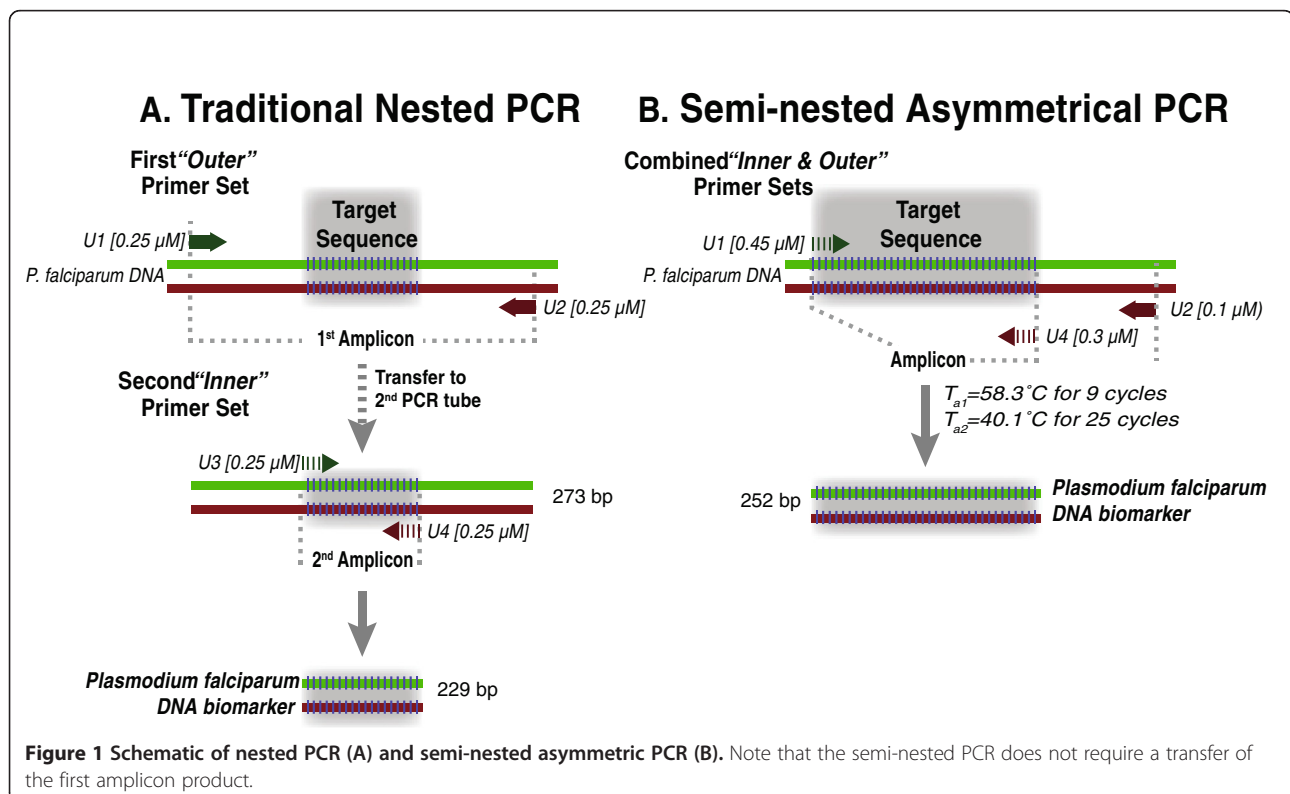 A. Traditional Nested PCR
First“Outer”
Primer Set
Target
Sequence
U1 [0.25 µM]
P. falciparum DNA
U2 [0.25 µM]
1st Amplicon
Second“Inner”
Primer Set
Transfer to
2nd PCR tube
U3 [0.25 µM]
273 bp
U4 [0.25 µM]
2nd Amplicon
Plasmodium falciparum
DNA biomarker
229 bp
B. Semi-nested Asymmetrical PCR
Combined“Inner & Outer”
Primer Sets
Target
Sequence
U1 [0.45 µM]
U2 [0.1 µM)
U4 [0.3 µM]
Amplicon
Ta1=58.3˚C for 9 cycles
Ta2=40.1˚C for 25 cycles
252 bp
Plasmodium falciparum
DNA biomarker
Figure 1 Schematic of nested PCR (A) and semi-nested asymmetric PCR (B). Note that the semi-nested PCR does not require a transfer of
the first amplicon product.